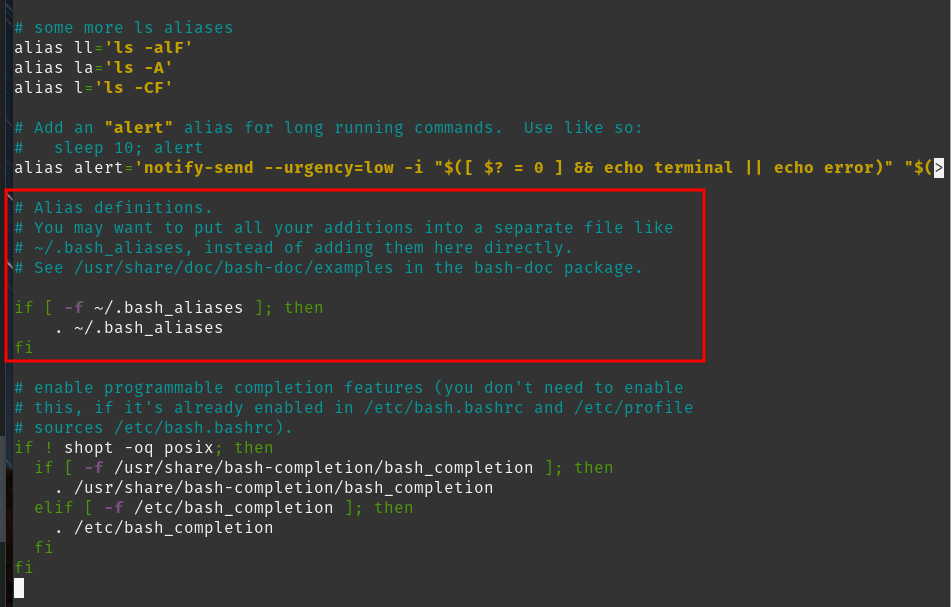 # some more ls aliases
alias ll='ls -alF'
alias la='ls -A'
alias l='ls -CF'

# Add an "alert" alias for long running commands.  Use like so:
#   sleep 10; alert
alias alert='notify-send --urgency=low -i "$([ $? = 0 ] && echo terminal || echo error)" "$(>

# Alias definitions.
# You may want to put all your additions into a separate file like
# ~/.bash_aliases, instead of adding them here directly.
# See /usr/share/doc/bash-doc/examples in the bash-doc package.

if [ -f ~/.bash_aliases ]; then
    . ~/.bash_aliases
fi

# enable programmable completion features (you don't need to enable
# this, if it's already enabled in /etc/bash.bashrc and /etc/profile
# sources /etc/bash.bashrc).
if ! shopt -oq posix; then
  if [ -f /usr/share/bash-completion/bash_completion ]; then
    . /usr/share/bash-completion/bash_completion
  elif [ -f /etc/bash_completion ]; then
    . /etc/bash_completion
  fi
fi